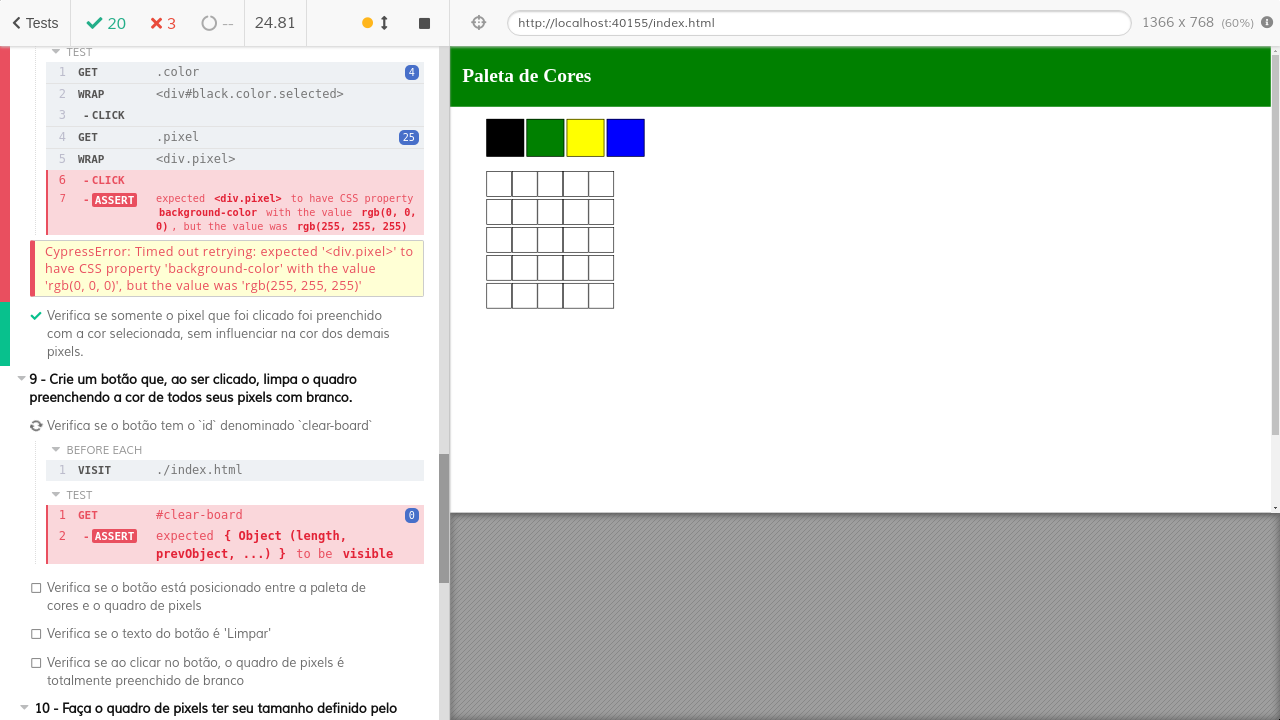 Tests
20
3
--
24.81
http://localhost:40155/index.html
1366 x 768 (60%)
TEST
1 GET .color 4
2 WRAP <div#black.color.selected>
3 - CLICK
4 GET .pixel 25
5 WRAP <div.pixel>
6 - CLICK
7 - ASSERT expected <div.pixel> to have CSS property
background-color with the value rgb(0, 0,
0), but the value was rgb(255, 255, 255)
CypressError: Timed out retrying: expected '<div.pixel>' to
have CSS property 'background-color' with the value
'rgb(0, 0, 0)', but the value was 'rgb(255, 255, 255)'
Verifica se somente o pixel que foi clicado foi preenchido
com a cor selecionada, sem influenciar na cor dos demais
pixels.
9 - Crie um botão que, ao ser clicado, limpa o quadro
preenchendo a cor de todos seus pixels com branco.
Verifica se o botão tem o `id` denominado `clear-board`
BEFORE EACH
1 VISIT ./index.html
TEST
1 GET #clear-board 0
2 - ASSERT expected { Object (length,
prevObject, ...) } to be visible
Verifica se o botão está posicionado entre a paleta de
cores e o quadro de pixels
Verifica se o texto do botão é 'Limpar'
Verifica se ao clicar no botão, o quadro de pixels é
totalmente preenchido de branco
10 - Faça o quadro de pixels ter seu tamanho definido pelo
Paleta de Cores